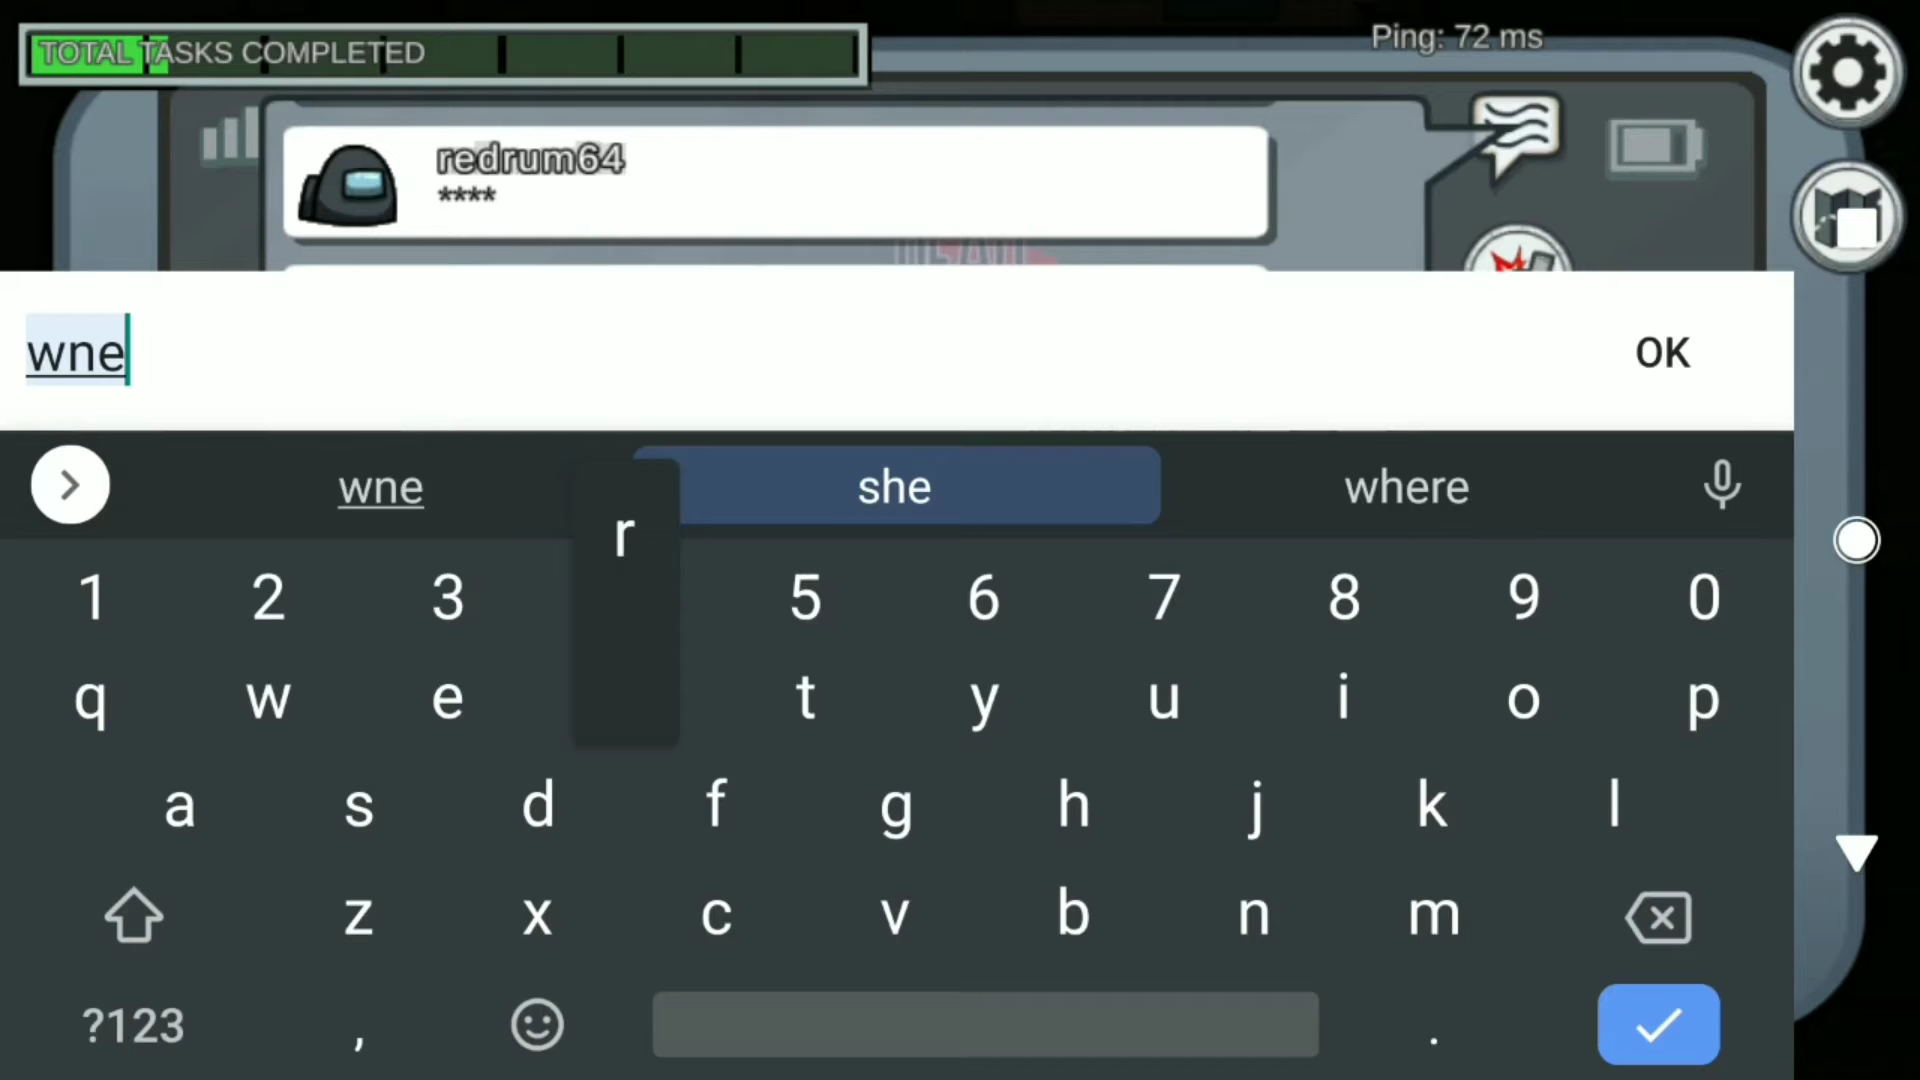 TOTAL TASKS COMPLETED
Ping: 72 ms
redrum64
****
wne
OK
wne she where
r
1 2 3 5 6 7 8 9 0
q w e t y u i o p
a s d f g h j k l
z x c v b n m
?123 , .